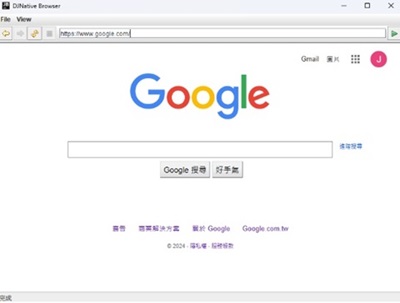 DJNative Browser
File View
https://www.google.com/
Gmail 圖片
J
Google
進階搜尋
Google 搜尋 好手氣
廣告 商業解決方案 關於 Google Google.com.tw
© 2024 - 隱私權 - 服務條款
完成